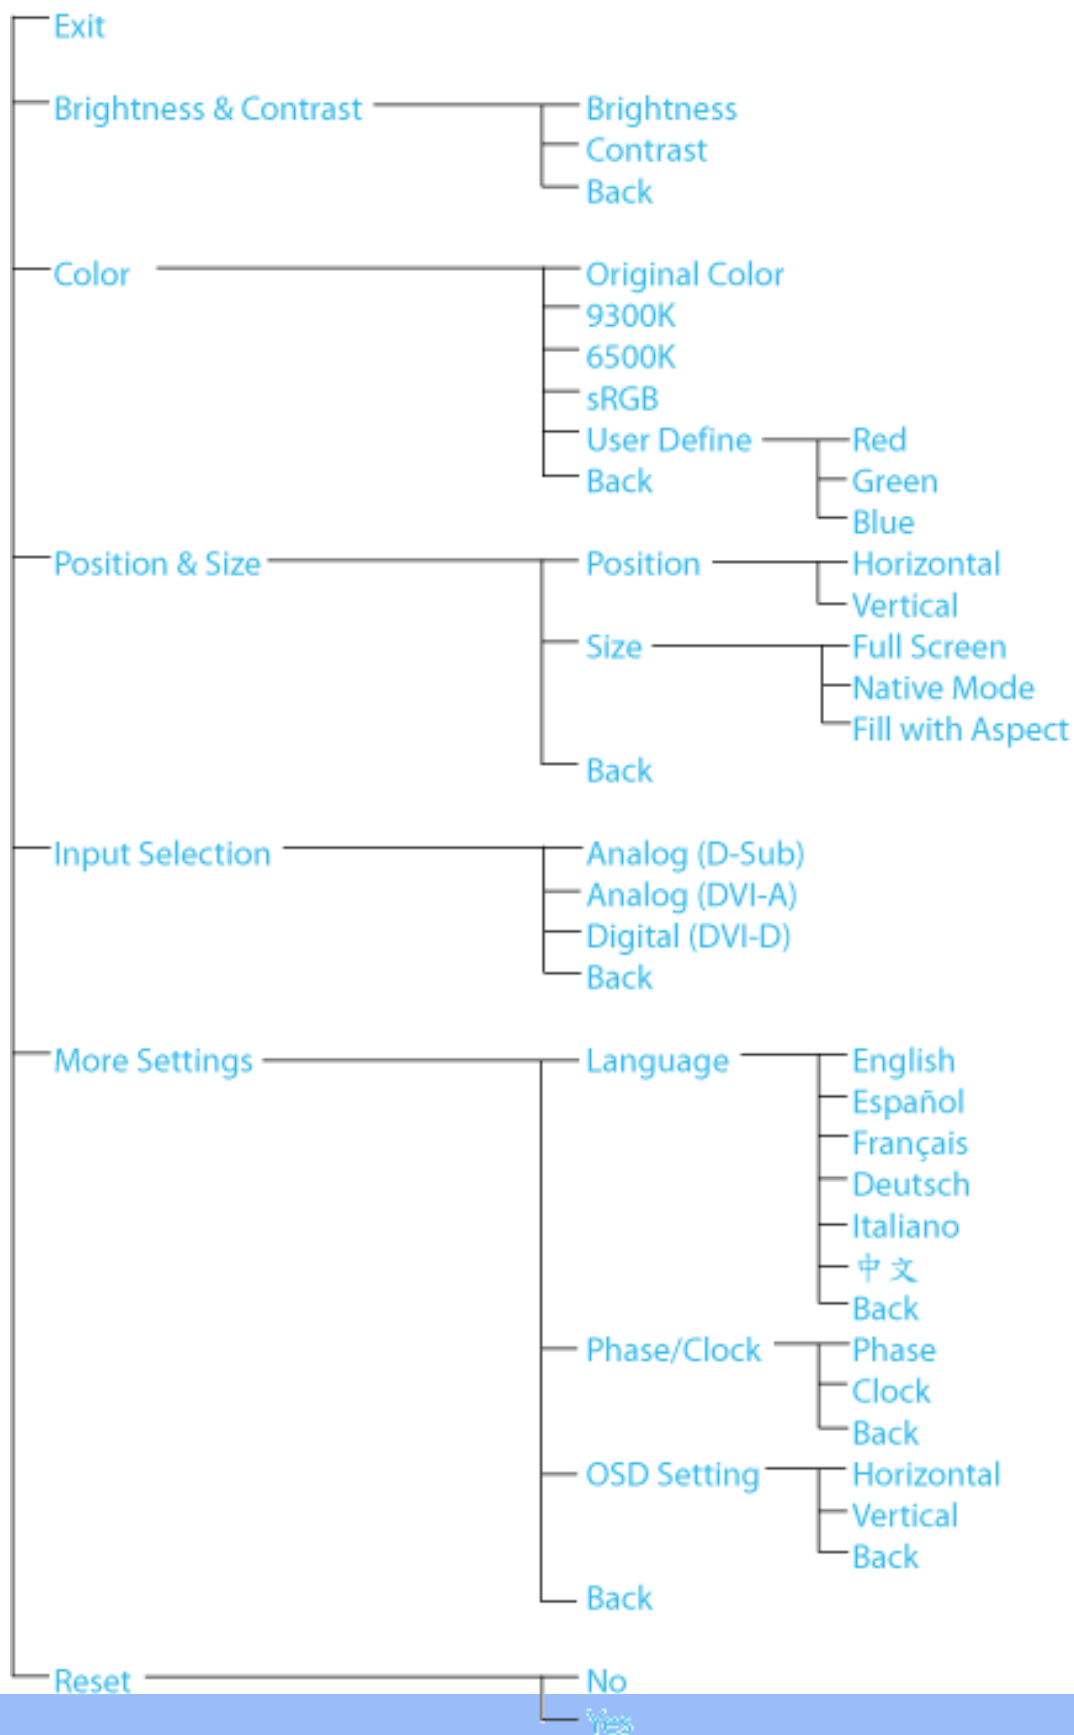 Exit
Brightness & Contrast Brightness
Contrast
Back
Color Original Color
9300K
6500K
sRGB
User Define Red
Back Green
Blue
Position & Size Position Horizontal
Vertical
Size Full Screen
Native Mode
Fill with Aspect
Back
Input Selection Analog (D-Sub)
Analog (DVI-A)
Digital (DVI-D)
Back
More Settings Language English
Español
Français
Deutsch
Italiano
中文
Back
Phase/Clock Phase
Clock
Back
OSD Setting Horizontal
Vertical
Back
Back
Reset No
Yes